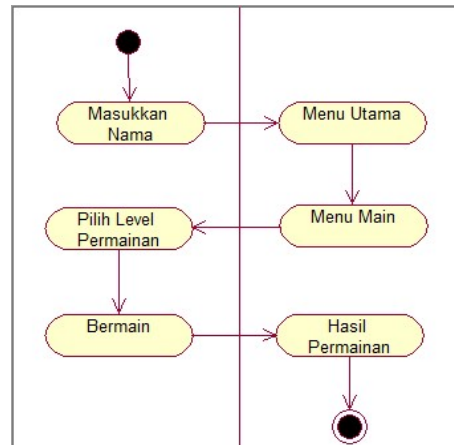 Masukkan
Nama
Menu Utama
Menu Main
Pilih Level
Permainan
Bermain
Hasil
Permainan